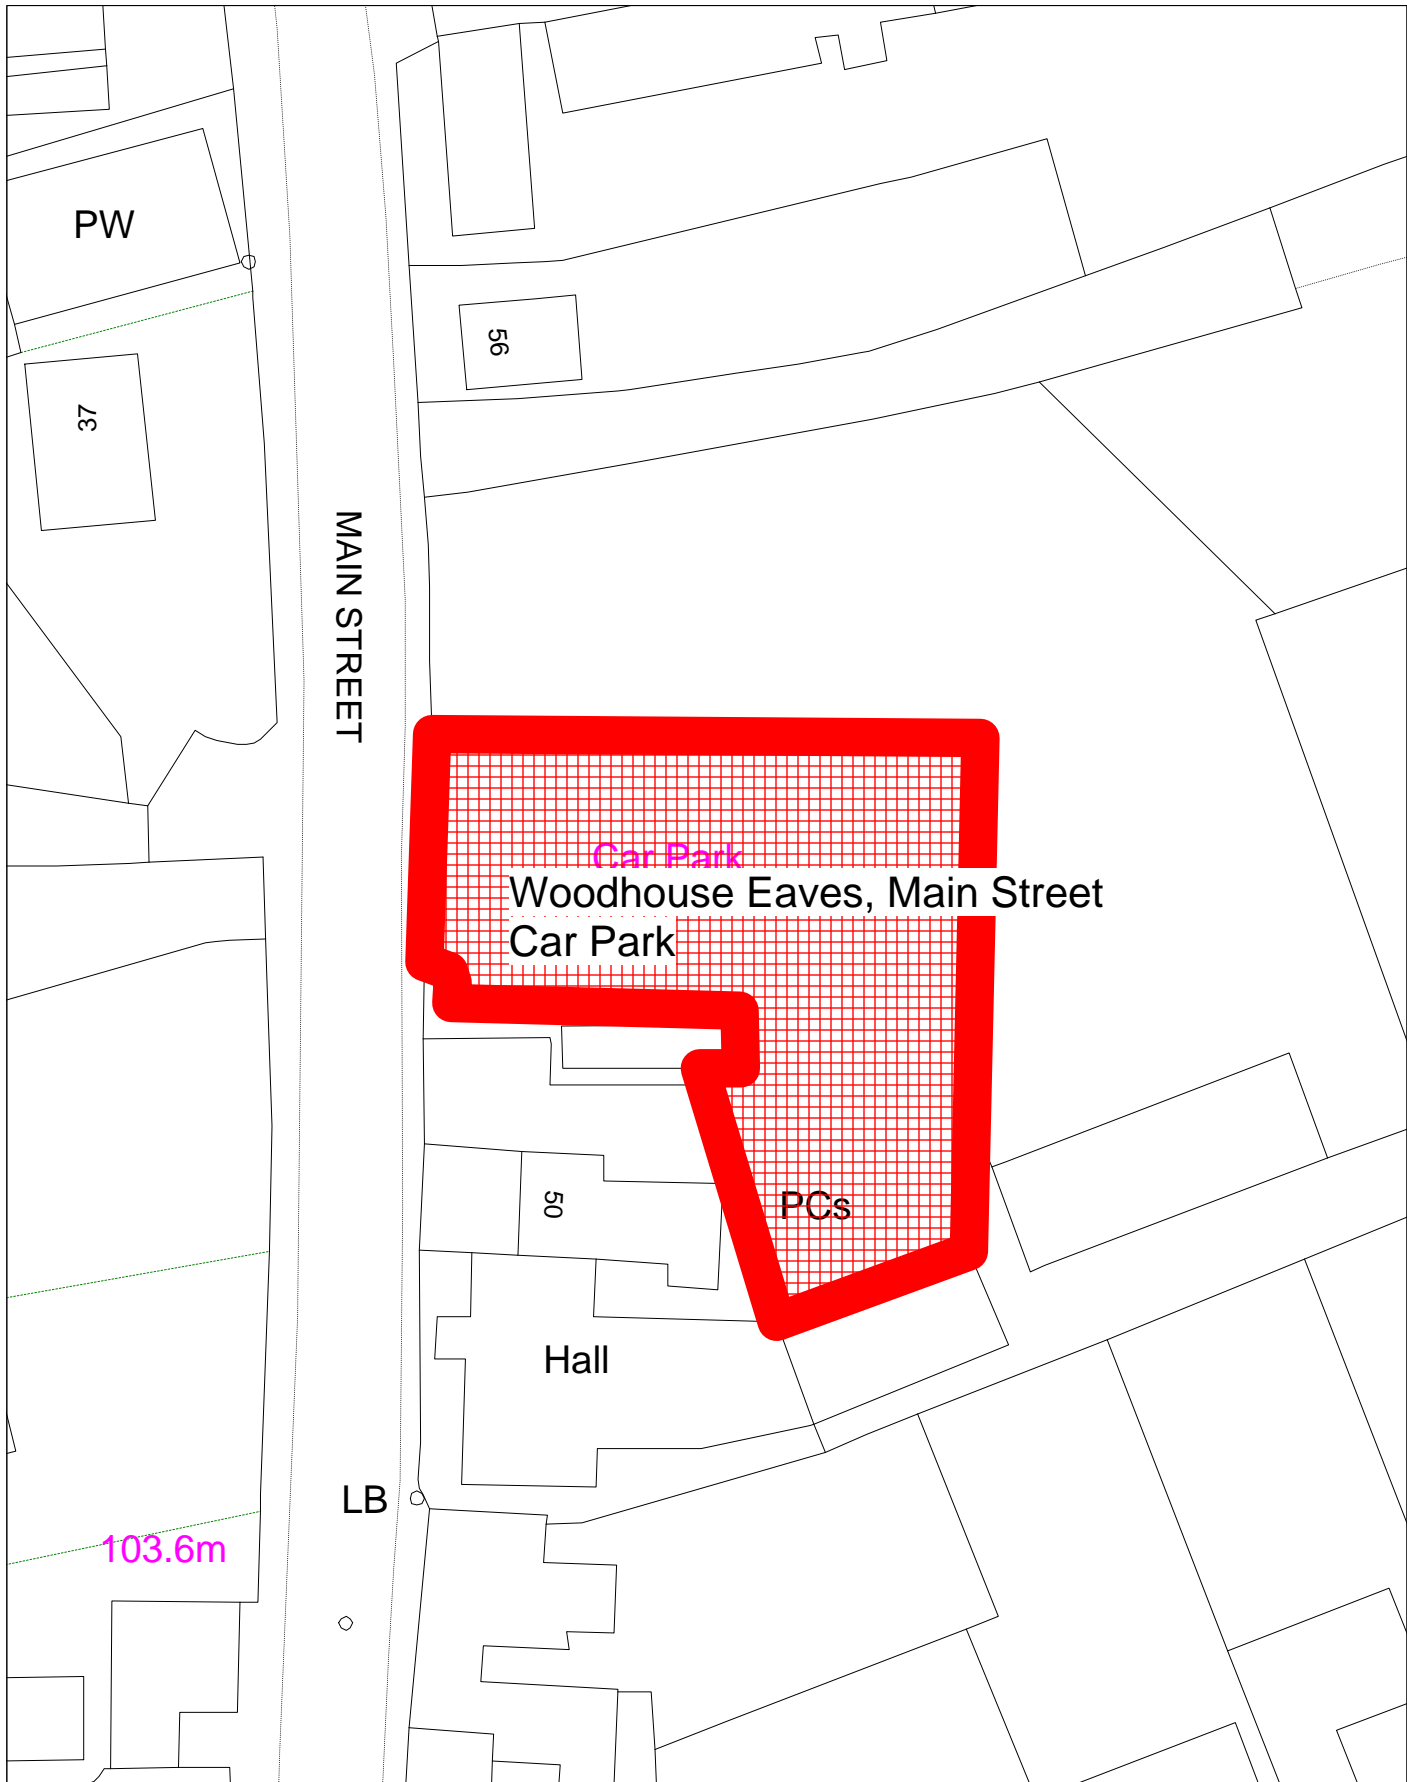 PW
56
37
MAIN STREET
Car Park
Woodhouse Eaves, Main Street
Car Park
PCs
50
Hall
LB
103.6m